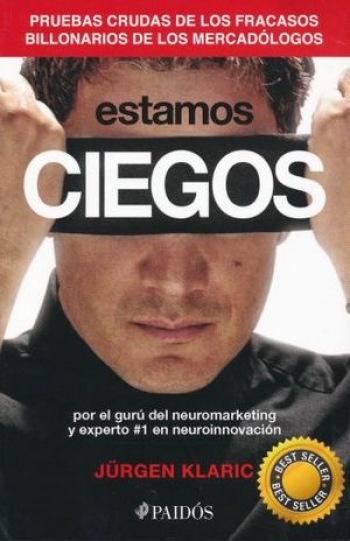 PRUEBAS CRUDAS DE LOS FRACASOS
BILLONARIOS DE LOS MERCADÓLOGOS
estamos
CIEGOS
por el gurú del neuromarketing
y experto #1 en neuroinnovación
JÜRGEN KLARIC
BEST SELLER
BEST SELLER
PAIDÓS